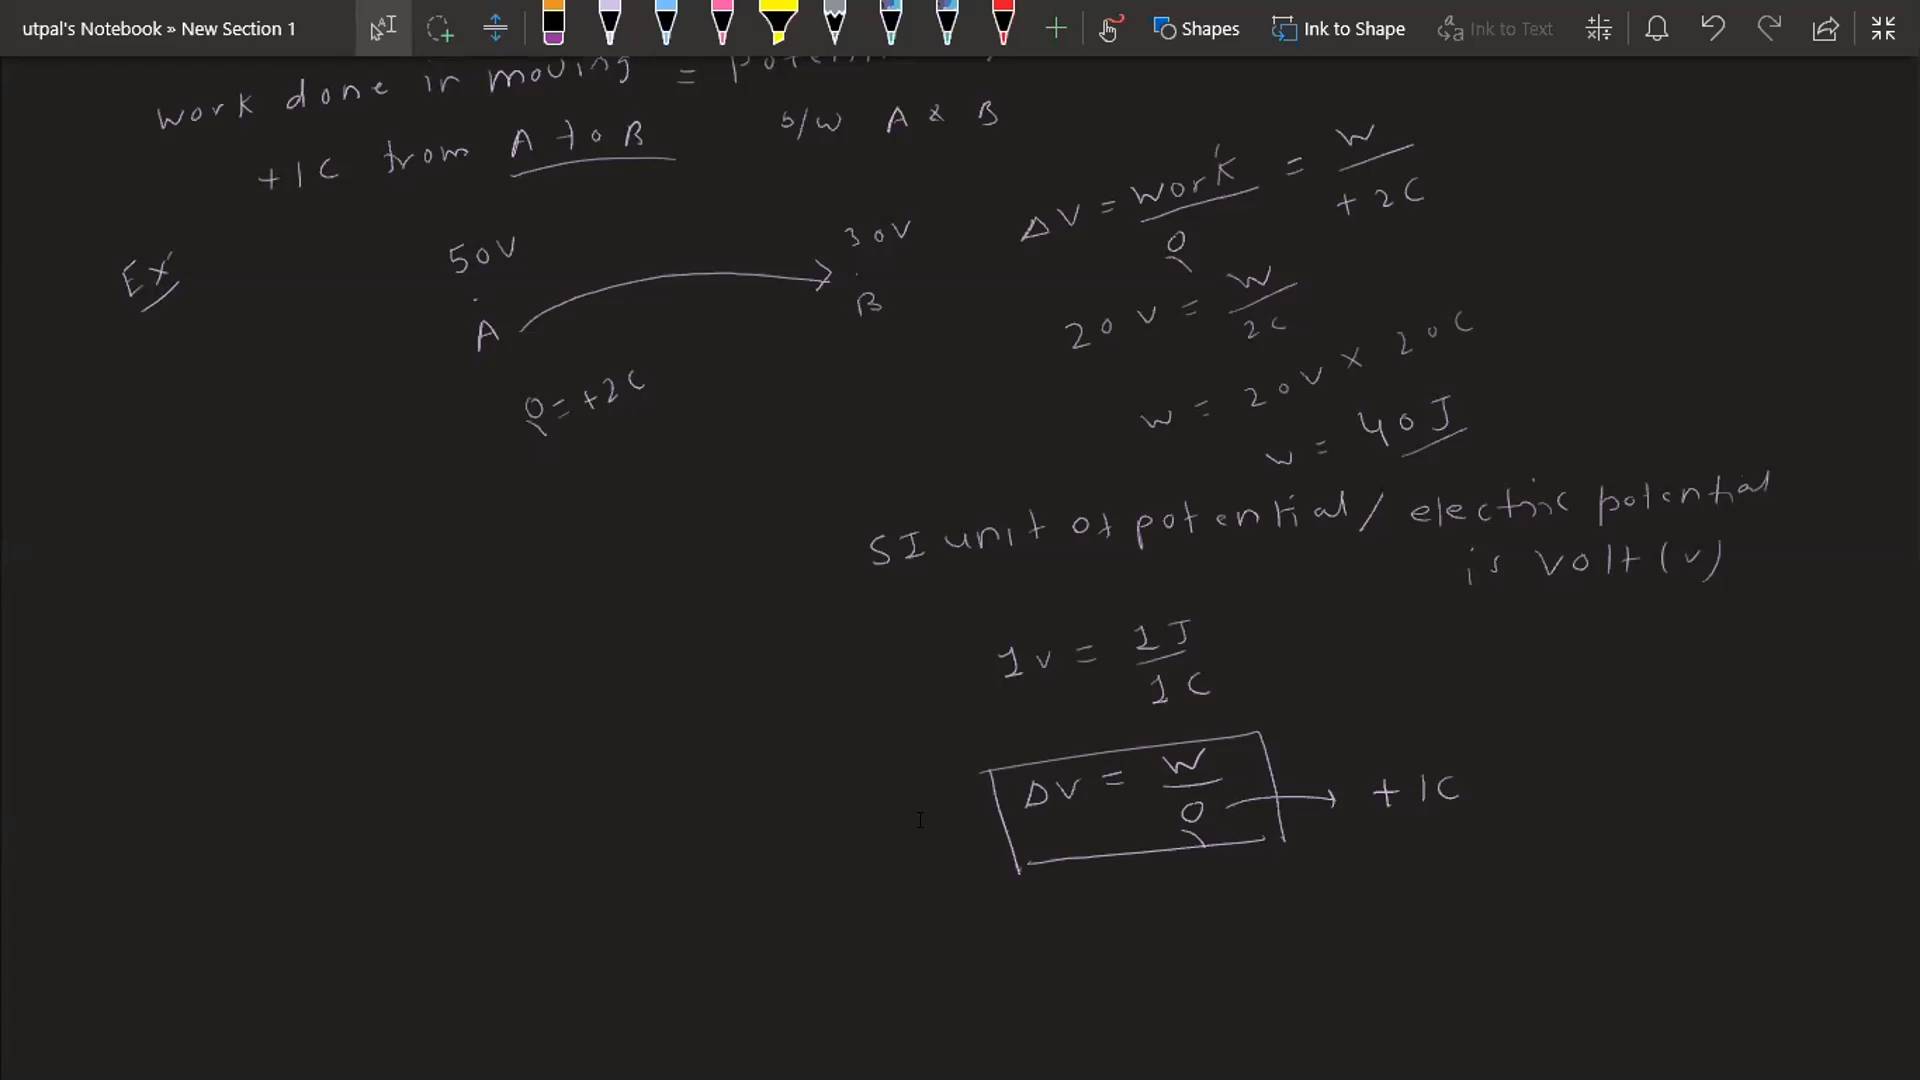 utpal's Notebook » New Section 1
Shapes
Ink to Shape
Ink to Text
work done in moving =
b/w A & B
+1C from A to B
Ex
50V
30V
A
B
Q = +2C
ΔV = Work/Q = W/+2C
20V = W/2C
W = 20V × 20C
W = 40J
SI unit of potential / electric potential
is volt (v)
1v = 1J/1C
ΔV = W/Q → +1C